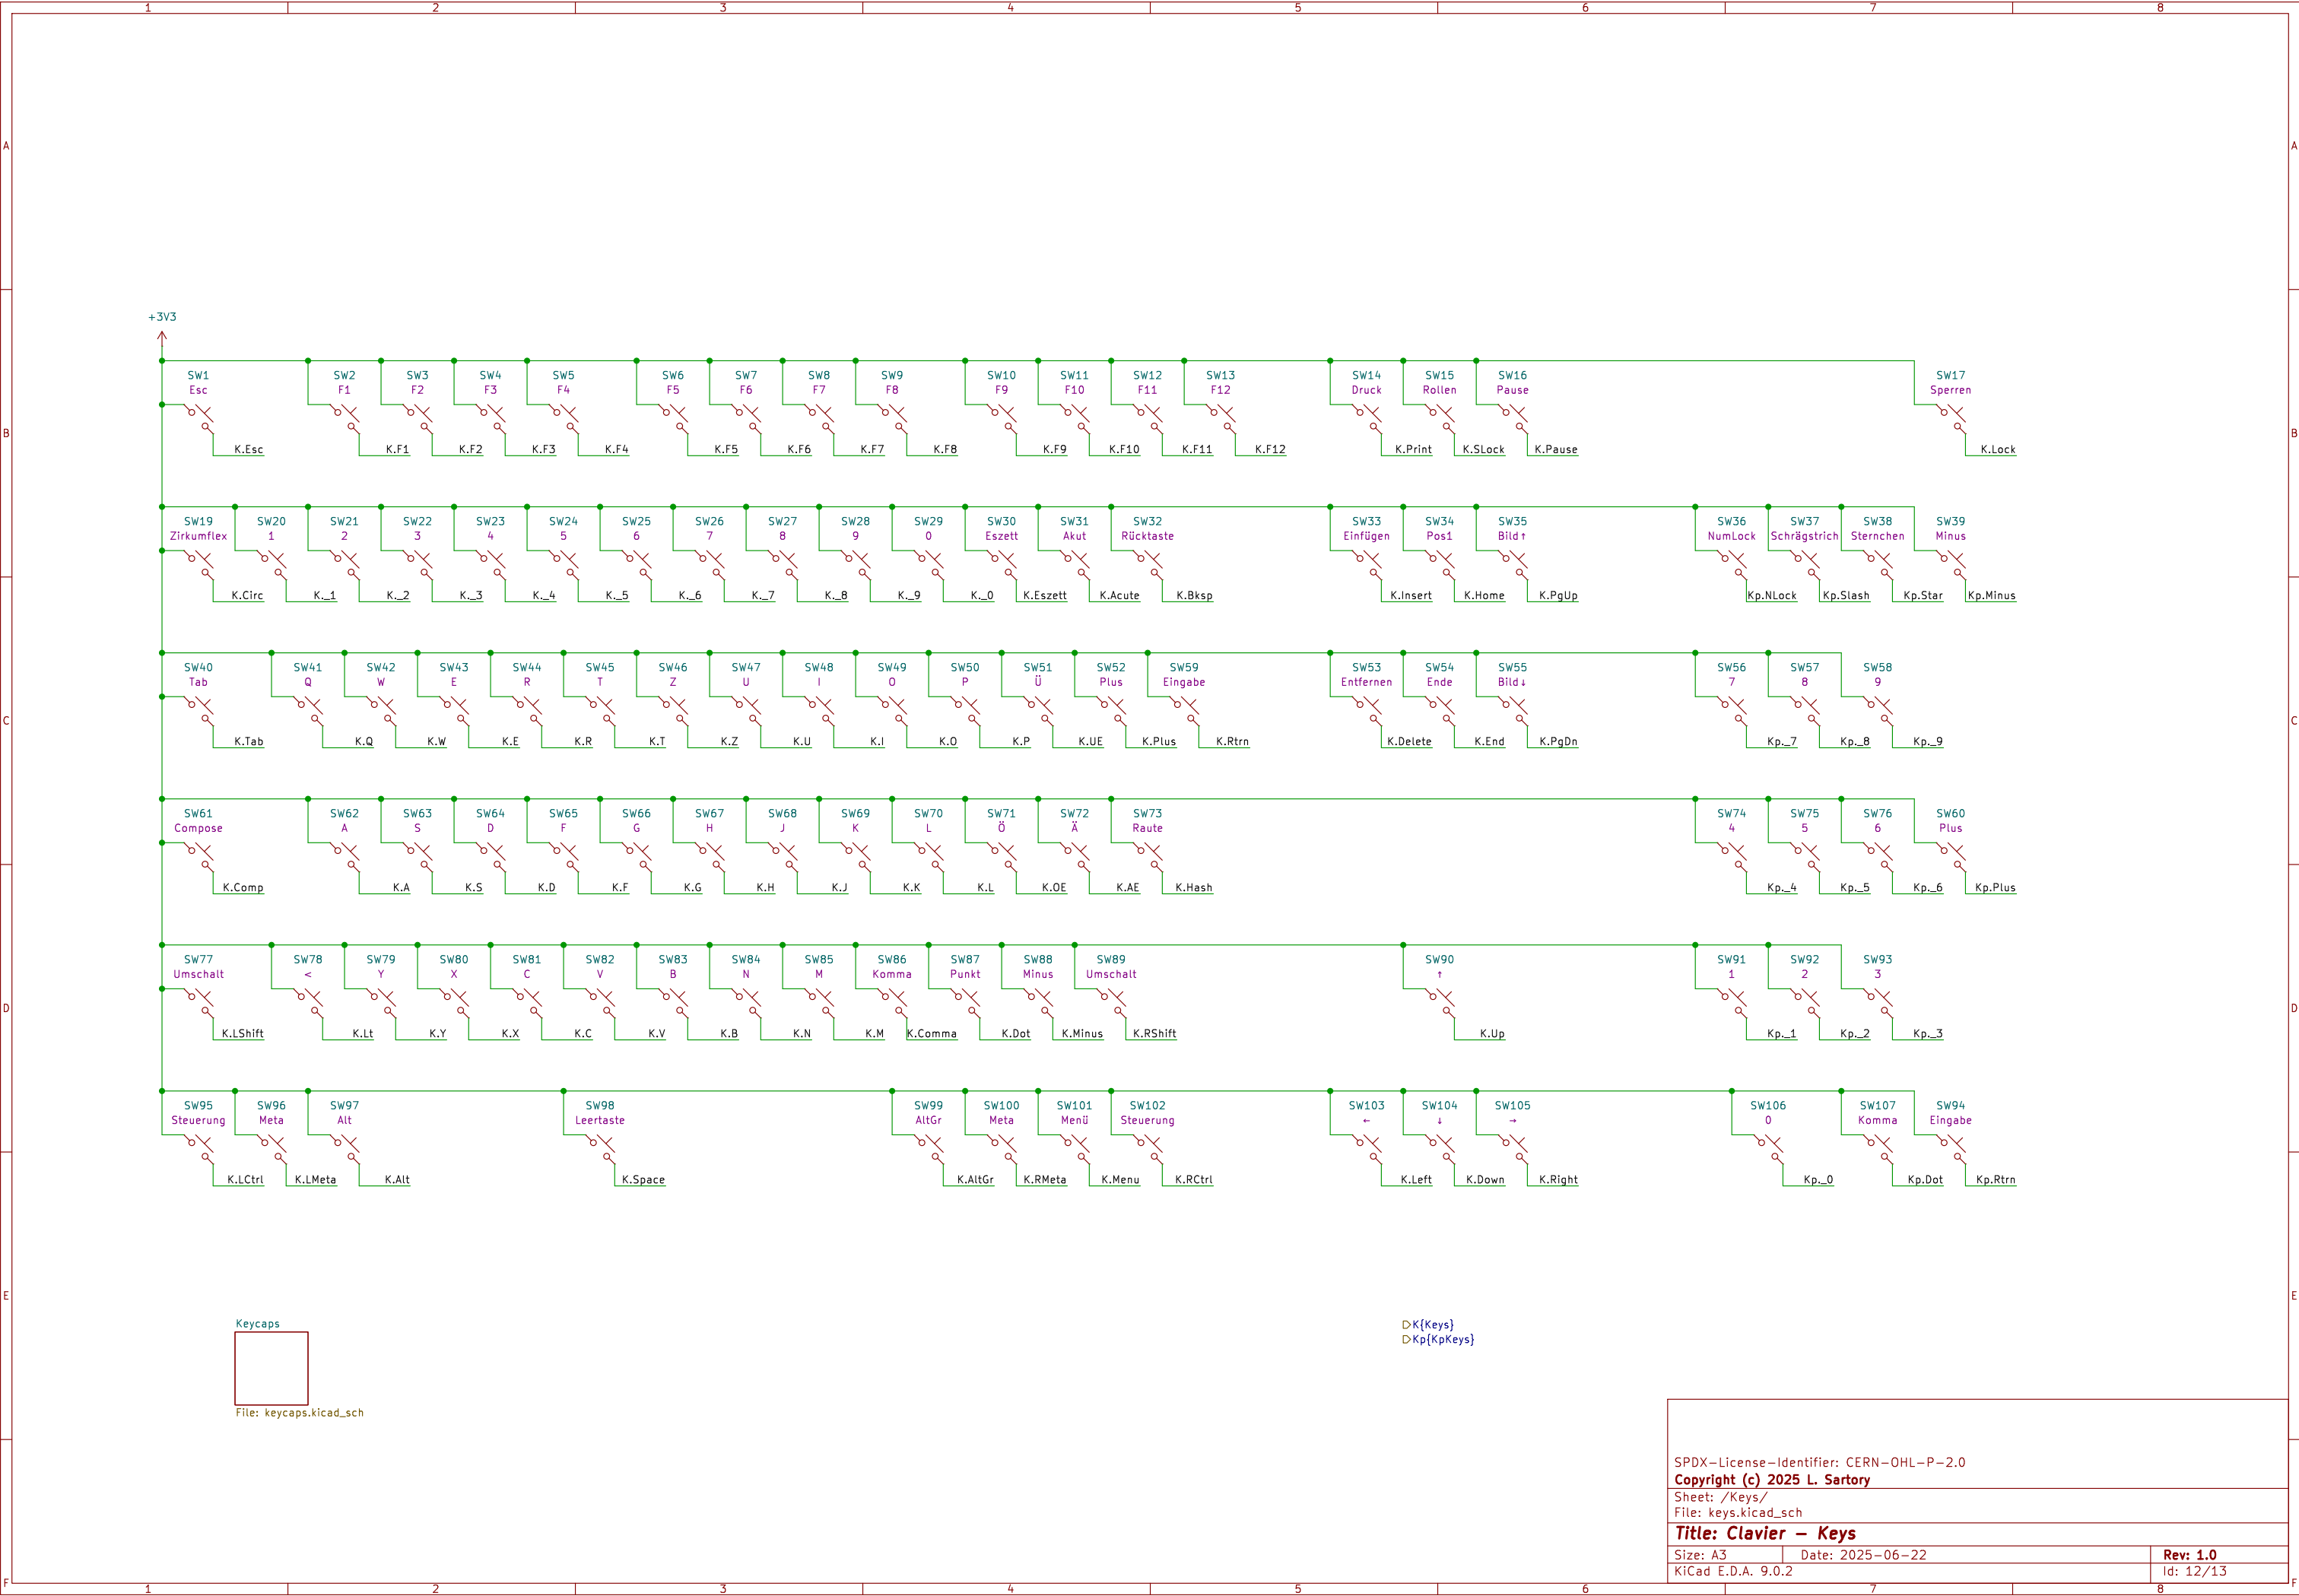 1 2 3 4 5 6 7 8
A A
+3V3
SW1 SW2 SW3 SW4 SW5 SW6 SW7 SW8 SW9 SW10 SW11 SW12 SW13 SW14 SW15 SW16 SW17
Esc F1 F2 F3 F4 F5 F6 F7 F8 F9 F10 F11 F12 Druck Rollen Pause Sperren
B B
K.Esc K.F1 K.F2 K.F3 K.F4 K.F5 K.F6 K.F7 K.F8 K.F9 K.F10 K.F11 K.F12 K.Print K.SLock K.Pause K.Lock
SW19 SW20 SW21 SW22 SW23 SW24 SW25 SW26 SW27 SW28 SW29 SW30 SW31 SW32 SW33 SW34 SW35 SW36 SW37 SW38 SW39
Zirkumflex 1 2 3 4 5 6 7 8 9 0 Eszett Akut Rücktaste Einfügen Pos1 Bild↑ NumLock Schrägstrich Sternchen Minus
K.Circ K._1 K._2 K._3 K._4 K._5 K._6 K._7 K._8 K._9 K._0 K.Eszett K.Acute K.Bksp K.Insert K.Home K.PgUp Kp.NLock Kp.Slash Kp.Star Kp.Minus
SW40 SW41 SW42 SW43 SW44 SW45 SW46 SW47 SW48 SW49 SW50 SW51 SW52 SW59 SW53 SW54 SW55 SW56 SW57 SW58
Tab Q W E R T Z U I O P Ü Plus Eingabe Entfernen Ende Bild↓ 7 8 9
C C
K.Tab K.Q K.W K.E K.R K.T K.Z K.U K.I K.O K.P K.UE K.Plus K.Rtrn K.Delete K.End K.PgDn Kp._7 Kp._8 Kp._9
SW61 SW62 SW63 SW64 SW65 SW66 SW67 SW68 SW69 SW70 SW71 SW72 SW73 SW74 SW75 SW76 SW60
Compose A S D F G H J K L Ö Ä Raute 4 5 6 Plus
K.Comp K.A K.S K.D K.F K.G K.H K.J K.K K.L K.OE K.AE K.Hash Kp._4 Kp._5 Kp._6 Kp.Plus
SW77 SW78 SW79 SW80 SW81 SW82 SW83 SW84 SW85 SW86 SW87 SW88 SW89 SW90 SW91 SW92 SW93
Umschalt < Y X C V B N M Komma Punkt Minus Umschalt ↑ 1 2 3
D D
K.LShift K.Lt K.Y K.X K.C K.V K.B K.N K.M K.Comma K.Dot K.Minus K.RShift K.Up Kp._1 Kp._2 Kp._3
SW95 SW96 SW97 SW98 SW99 SW100 SW101 SW102 SW103 SW104 SW105 SW106 SW107 SW94
Steuerung Meta Alt Leertaste AltGr Meta Menü Steuerung ← ↓ → 0 Komma Eingabe
K.LCtrl K.LMeta K.Alt K.Space K.AltGr K.RMeta K.Menu K.RCtrl K.Left K.Down K.Right Kp._0 Kp.Dot Kp.Rtrn
E E
Keycaps
K{Keys}
Kp{KpKeys}
File: keycaps.kicad_sch
SPDX-License-Identifier: CERN-OHL-P-2.0
Copyright (c) 2025 L. Sartory
Sheet: /Keys/
File: keys.kicad_sch
Title: Clavier – Keys
Size: A3 Date: 2025-06-22 Rev: 1.0
KiCad E.D.A. 9.0.2 Id: 12/13
F F
1 2 3 4 5 6 7 8